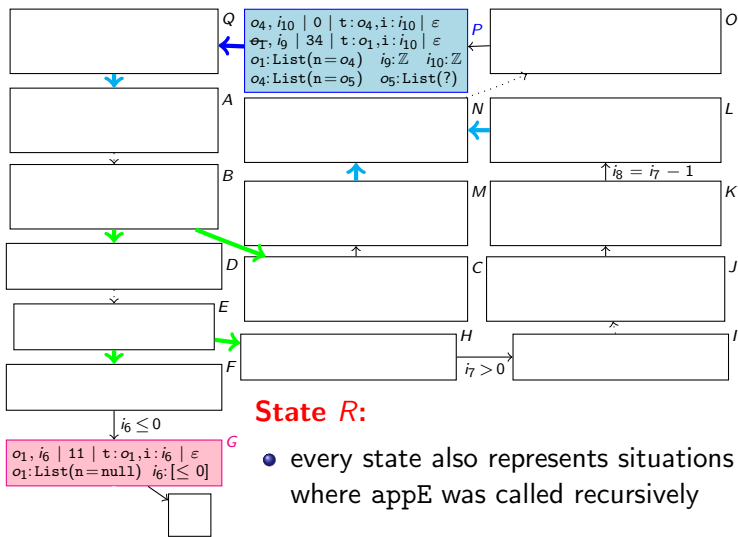 Q
o₄, i₁₀ | 0 | t:o₄,i:i₁₀ | ε
o₁, i₉ | 34 | t:o₁,i:i₁₀ | ε
o₁:List(n=o₄) i₉:ℤ i₁₀:ℤ
o₄:List(n=o₅) o₅:List(?)
P
O
A
N
L
B
M
i₈ = i₇ − 1
K
D
C
J
E
H
I
F
i₇ > 0
i₆ ≤ 0
G
o₁, i₆ | 11 | t:o₁,i:i₆ | ε
o₁:List(n=null) i₆:[≤ 0]
State R:
every state also represents situations
where appE was called recursively